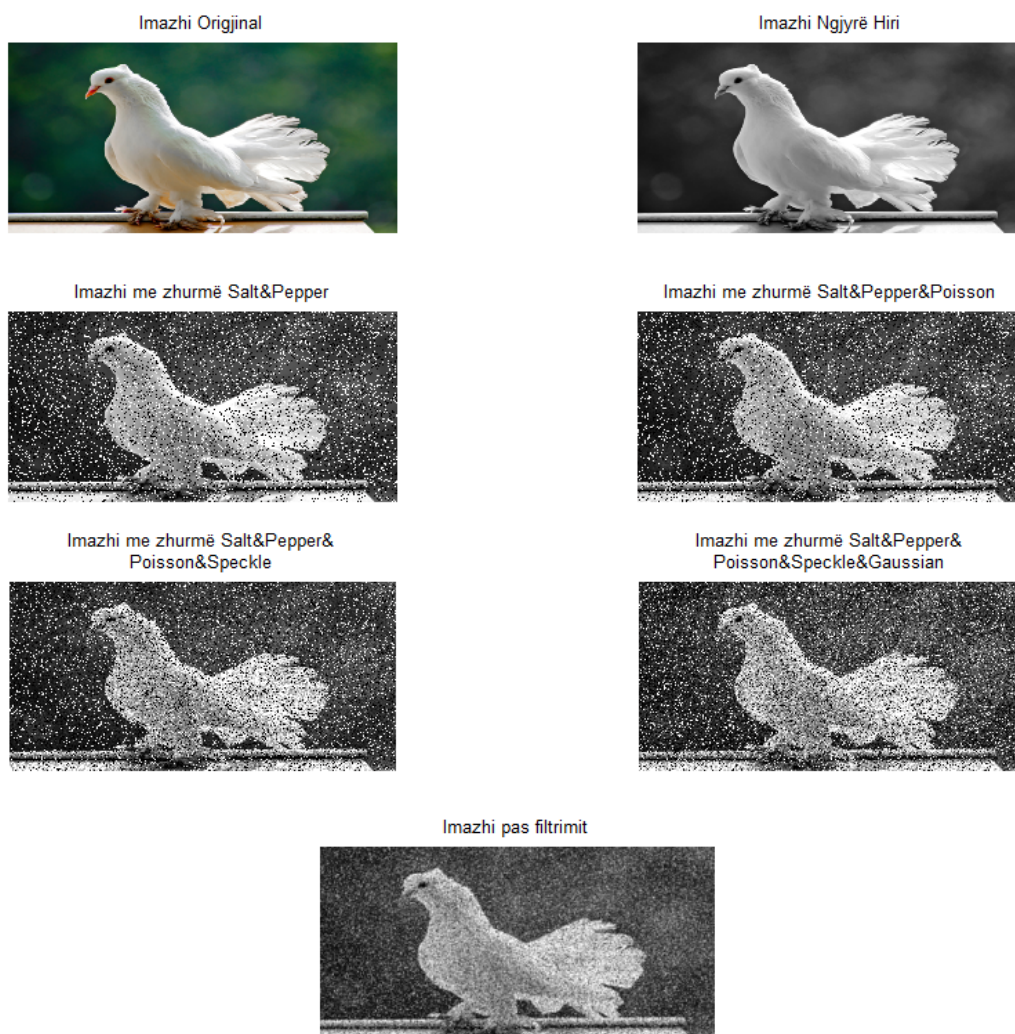 Imazhi Origjinal
Imazhi Ngjyrë Hiri
Imazhi me zhurmë Salt&Pepper
Imazhi me zhurmë Salt&Pepper&Poisson
Imazhi me zhurmë Salt&Pepper&
Poisson&Speckle
Imazhi me zhurmë Salt&Pepper&
Poisson&Speckle&Gaussian
Imazhi pas filtrimit